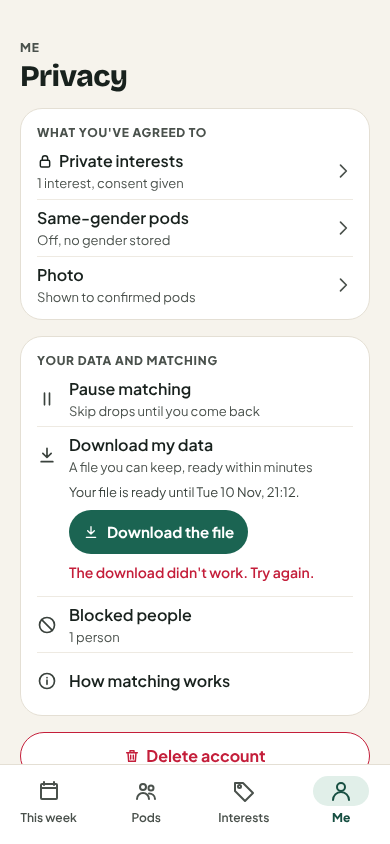 ME
Privacy
WHAT YOU'VE AGREED TO
Private interests
1 interest, consent given
Same-gender pods
Off, no gender stored
Photo
Shown to confirmed pods
YOUR DATA AND MATCHING
Pause matching
Skip drops until you come back
Download my data
A file you can keep, ready within minutes
Your file is ready until Tue 10 Nov, 21:12.
Download the file
The download didn't work. Try again.
Blocked people
1 person
How matching works
Delete account
This week
Pods
Interests
Me